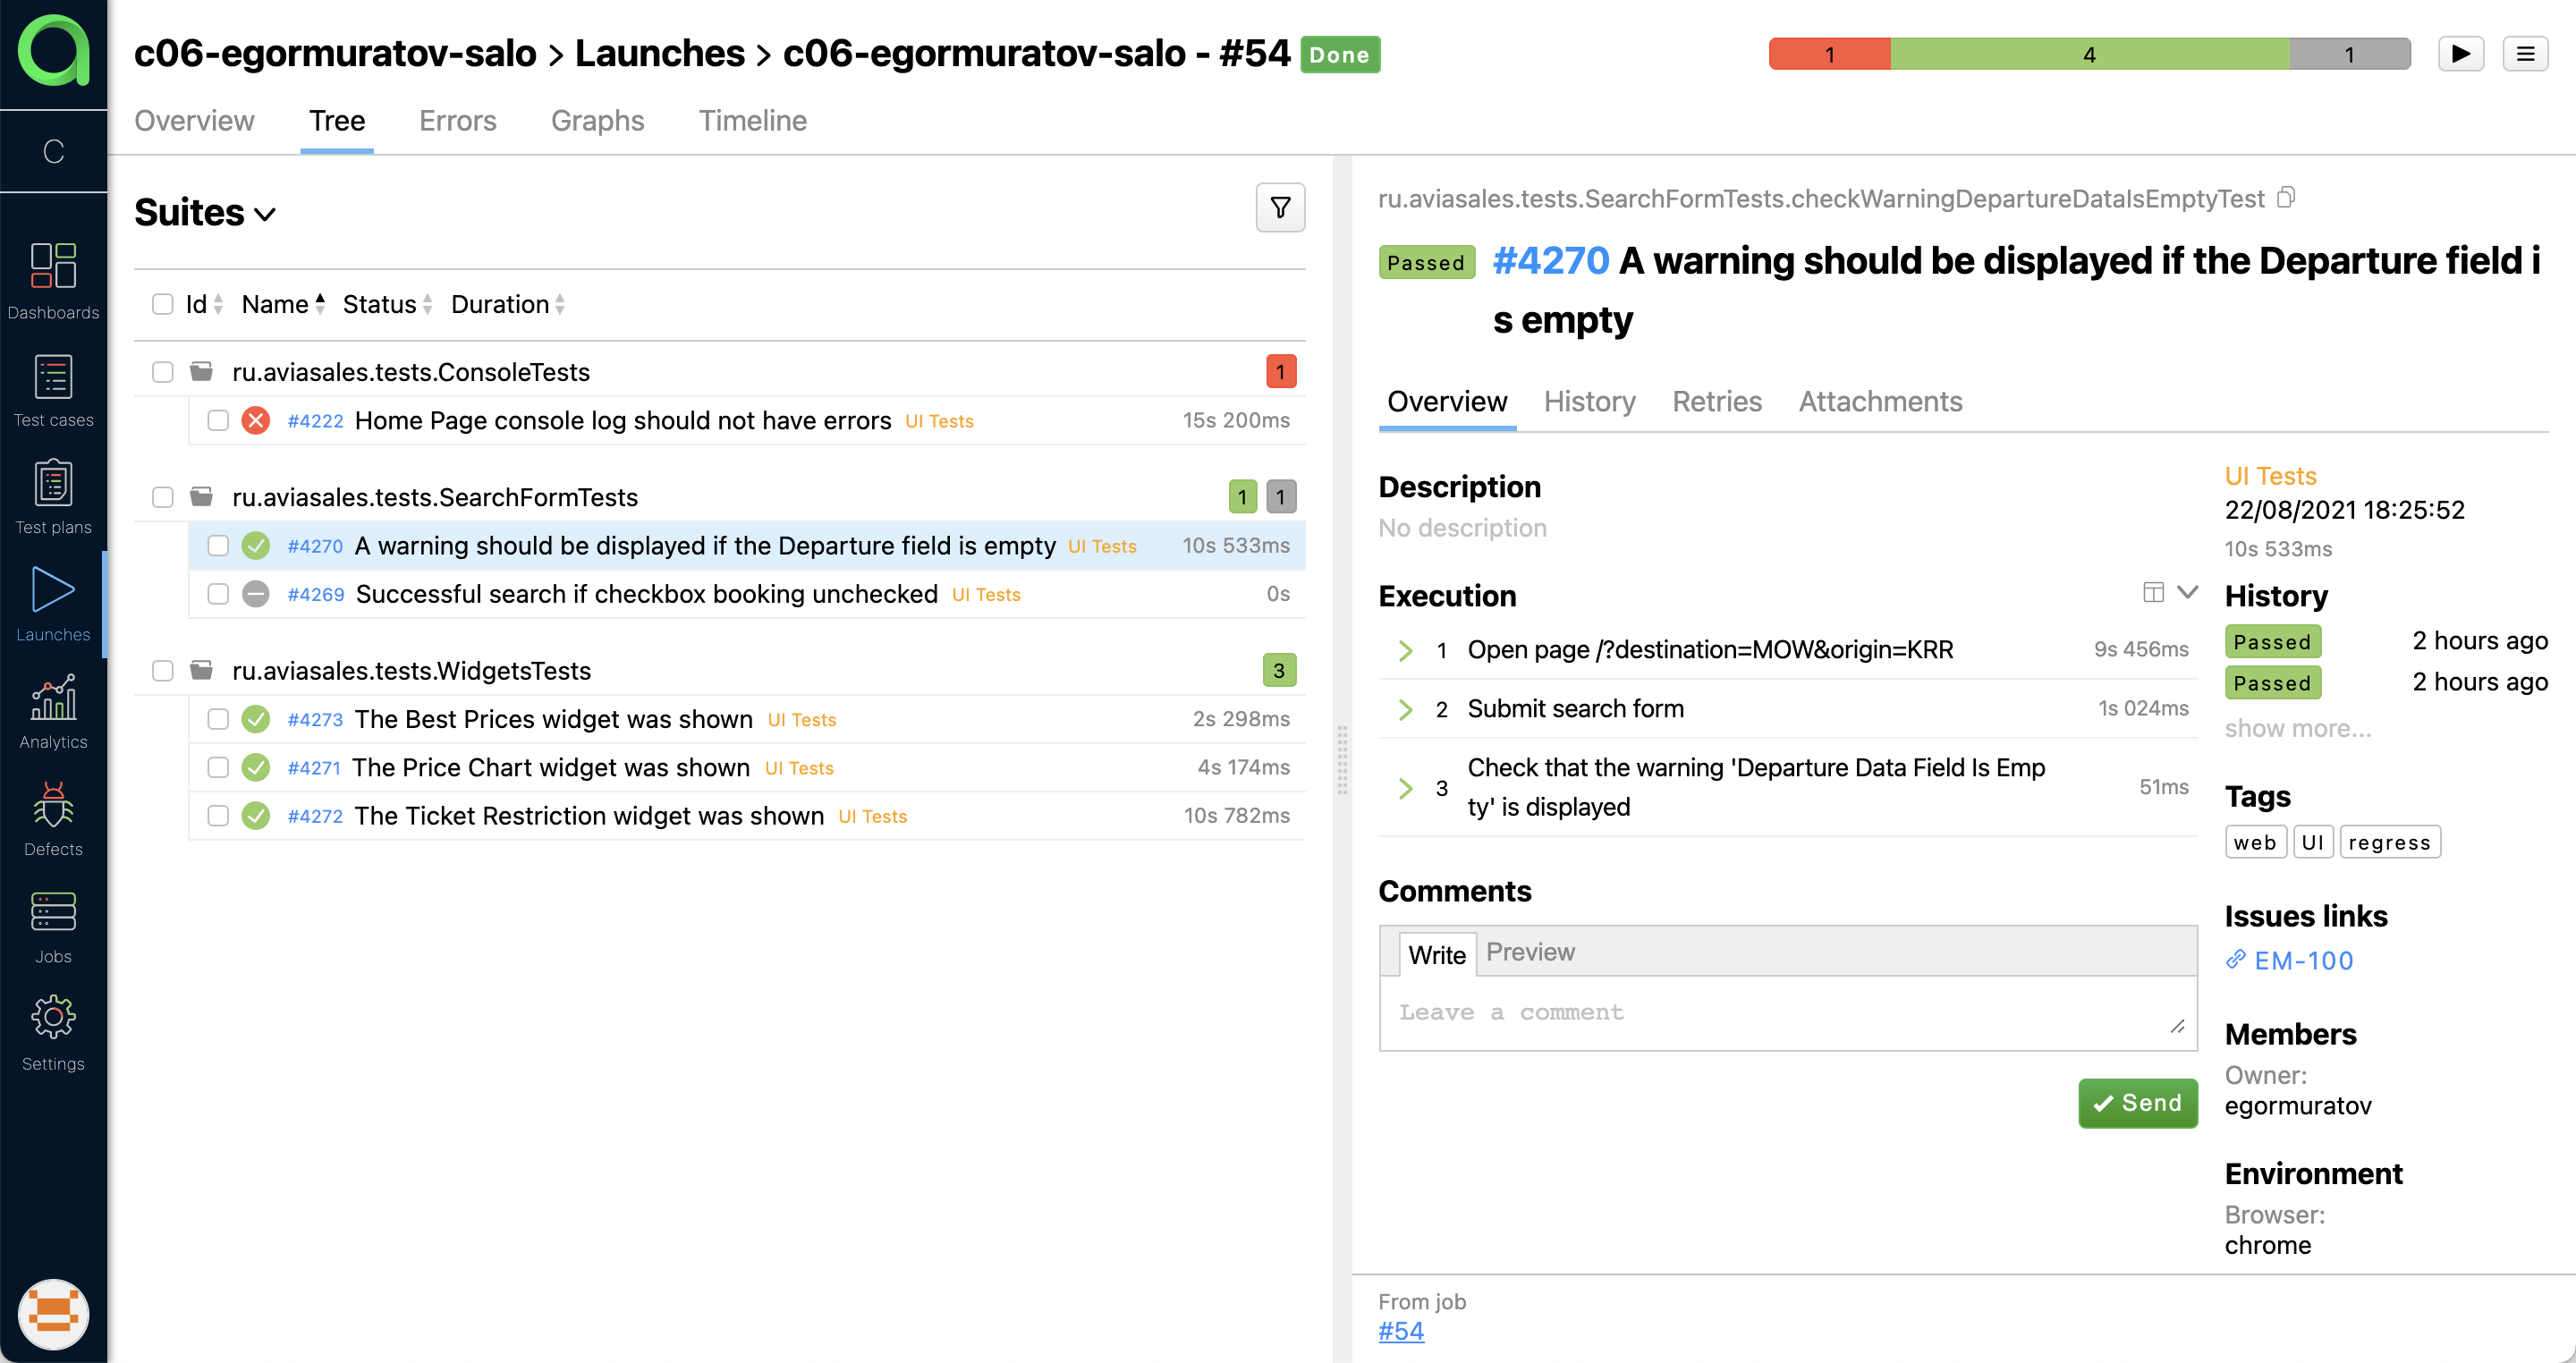 c06-egormuratov-salo > Launches > c06-egormuratov-salo - #54 Done
1 4 1
Overview Tree Errors Graphs Timeline
C
Dashboards
Test cases
Test plans
Launches
Analytics
Defects
Jobs
Settings
Suites
Id Name Status Duration
ru.aviasales.tests.ConsoleTests 1
#4222 Home Page console log should not have errors UI Tests 15s 200ms
ru.aviasales.tests.SearchFormTests 1 1
#4270 A warning should be displayed if the Departure field is empty UI Tests 10s 533ms
#4269 Successful search if checkbox booking unchecked UI Tests 0s
ru.aviasales.tests.WidgetsTests 3
#4273 The Best Prices widget was shown UI Tests 2s 298ms
#4271 The Price Chart widget was shown UI Tests 4s 174ms
#4272 The Ticket Restriction widget was shown UI Tests 10s 782ms
ru.aviasales.tests.SearchFormTests.checkWarningDepartureDataIsEmptyTest
Passed #4270 A warning should be displayed if the Departure field i
s empty
Overview History Retries Attachments
Description
No description
Execution
1 Open page /?destination=MOW&origin=KRR 9s 456ms
2 Submit search form 1s 024ms
3 Check that the warning 'Departure Data Field Is Emp
ty' is displayed 51ms
Comments
Write Preview
Leave a comment
Send
UI Tests
22/08/2021 18:25:52
10s 533ms
History
Passed 2 hours ago
Passed 2 hours ago
show more...
Tags
web UI regress
Issues links
EM-100
Members
Owner:
egormuratov
Environment
Browser:
chrome
From job
#54